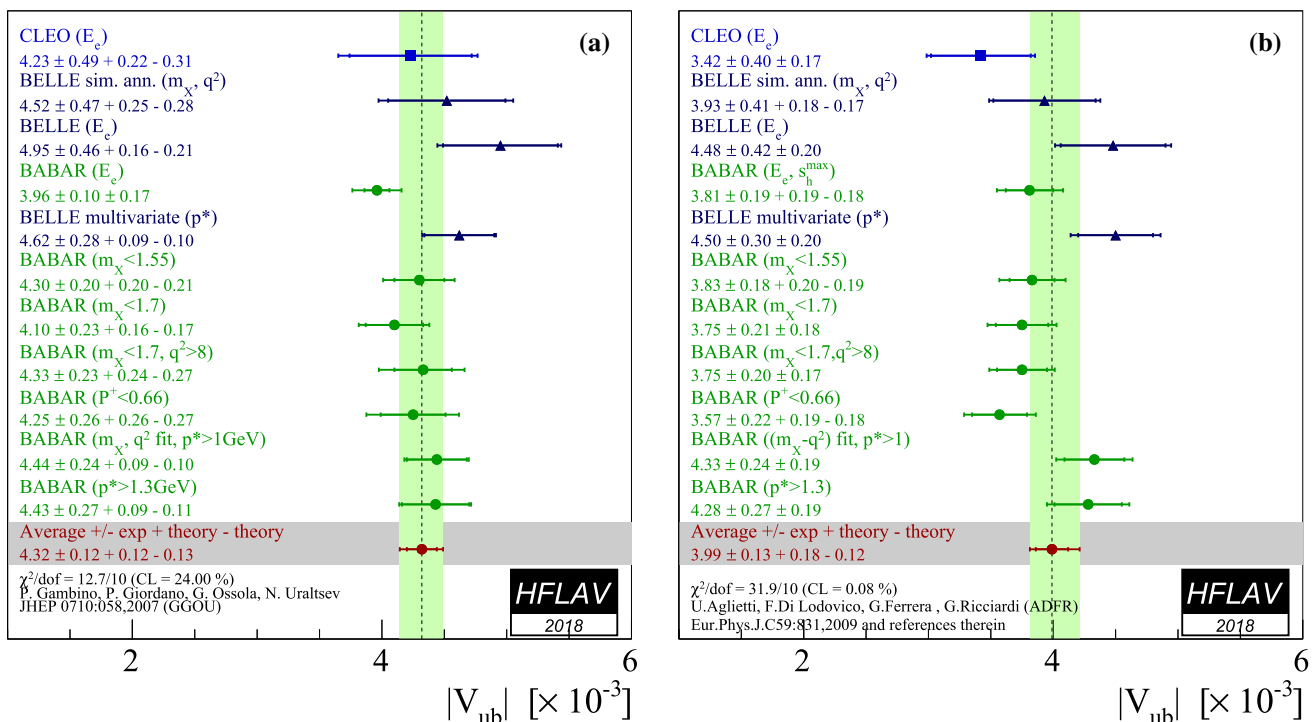 (a)
CLEO (E_e)
4.23 ± 0.49 + 0.22 - 0.31
BELLE sim. ann. (m_X, q²)
4.52 ± 0.47 + 0.25 - 0.28
BELLE (E_e)
4.95 ± 0.46 + 0.16 - 0.21
BABAR (E_e)
3.96 ± 0.10 ± 0.17
BELLE multivariate (p*)
4.62 ± 0.28 + 0.09 - 0.10
BABAR (m_X<1.55)
4.30 ± 0.20 + 0.20 - 0.21
BABAR (m_X<1.7)
4.10 ± 0.23 + 0.16 - 0.17
BABAR (m_X<1.7, q²>8)
4.33 ± 0.23 + 0.24 - 0.27
BABAR (P⁺<0.66)
4.25 ± 0.26 + 0.26 - 0.27
BABAR (m_X, q² fit, p*>1GeV)
4.44 ± 0.24 + 0.09 - 0.10
BABAR (p*>1.3GeV)
4.43 ± 0.27 + 0.09 - 0.11
Average +/- exp + theory - theory
4.32 ± 0.12 + 0.12 - 0.13
χ²/dof = 12.7/10 (CL = 24.00 %)
P. Gambino, P. Giordano, G. Ossola, N. Uraltsev
JHEP 0710:058,2007 (GGOU)
HFLAV
2018
2 4 6
|V_ub| [× 10⁻³]
(b)
CLEO (E_e)
3.42 ± 0.40 ± 0.17
BELLE sim. ann. (m_X, q²)
3.93 ± 0.41 + 0.18 - 0.17
BELLE (E_e)
4.48 ± 0.42 ± 0.20
BABAR (E_e, s_h^max)
3.81 ± 0.19 + 0.19 - 0.18
BELLE multivariate (p*)
4.50 ± 0.30 ± 0.20
BABAR (m_X<1.55)
3.83 ± 0.18 + 0.20 - 0.19
BABAR (m_X<1.7)
3.75 ± 0.21 ± 0.18
BABAR (m_X<1.7,q²>8)
3.75 ± 0.20 ± 0.17
BABAR (P⁺<0.66)
3.57 ± 0.22 + 0.19 - 0.18
BABAR ((m_X-q²) fit, p*>1)
4.33 ± 0.24 ± 0.19
BABAR (p*>1.3)
4.28 ± 0.27 ± 0.19
Average +/- exp + theory - theory
3.99 ± 0.13 + 0.18 - 0.12
χ²/dof = 31.9/10 (CL = 0.08 %)
U.Aglietti, F.Di Lodovico, G.Ferrera , G.Ricciardi (ADFR)
Eur.Phys.J.C59:831,2009 and references therein
HFLAV
2018
2 4 6
|V_ub| [× 10⁻³]